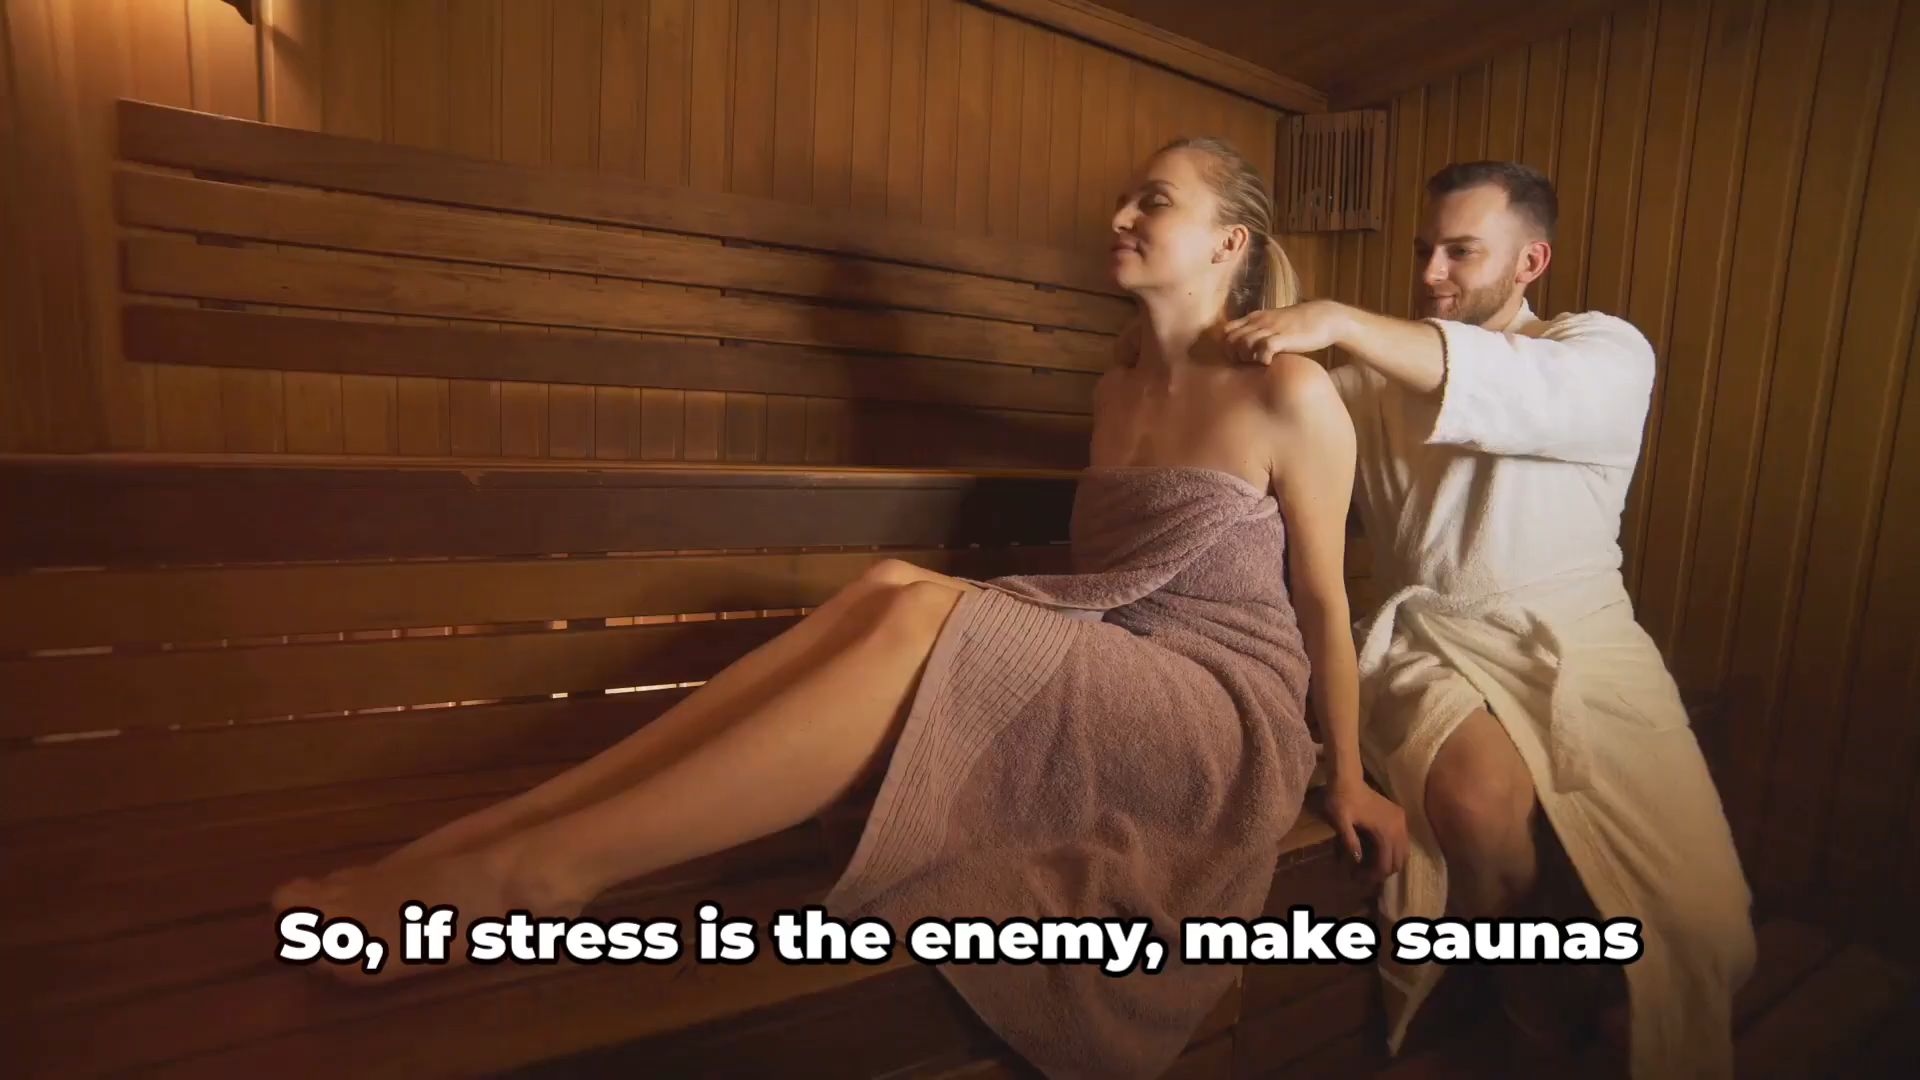 So, if stress is the enemy, make saunas